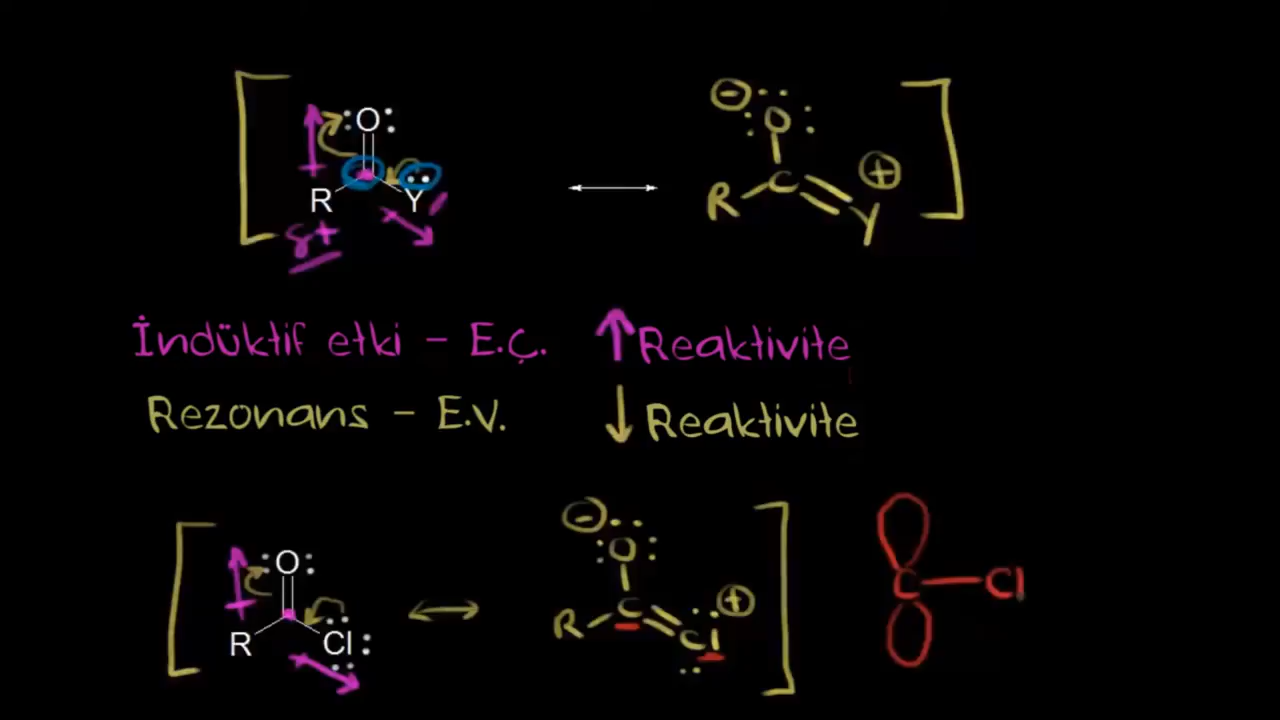 O
R
Y
δ+
O
R
C
Y
İndüktif etki - E.Ç. ↑ Reaktivite
Rezonans - E.V. ↓ Reaktivite
O
R
Cl
O
R
C
Cl
C
Cl